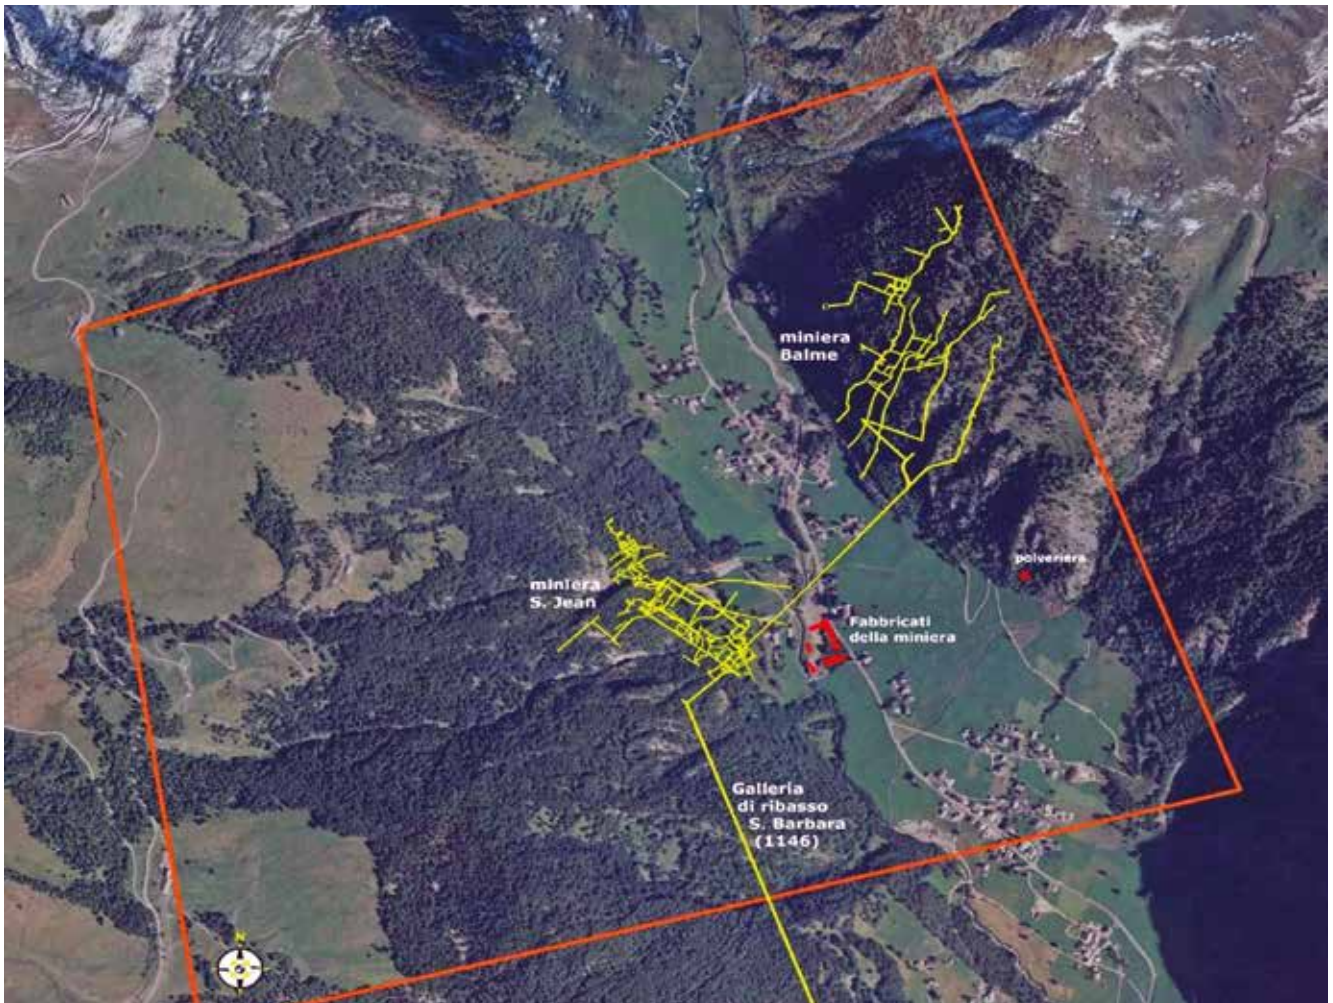 miniera
Balme
polveriera
miniera
S. Jean
Fabbricati
della miniera
Galleria
di ribasso
S. Barbara
(1146)
N